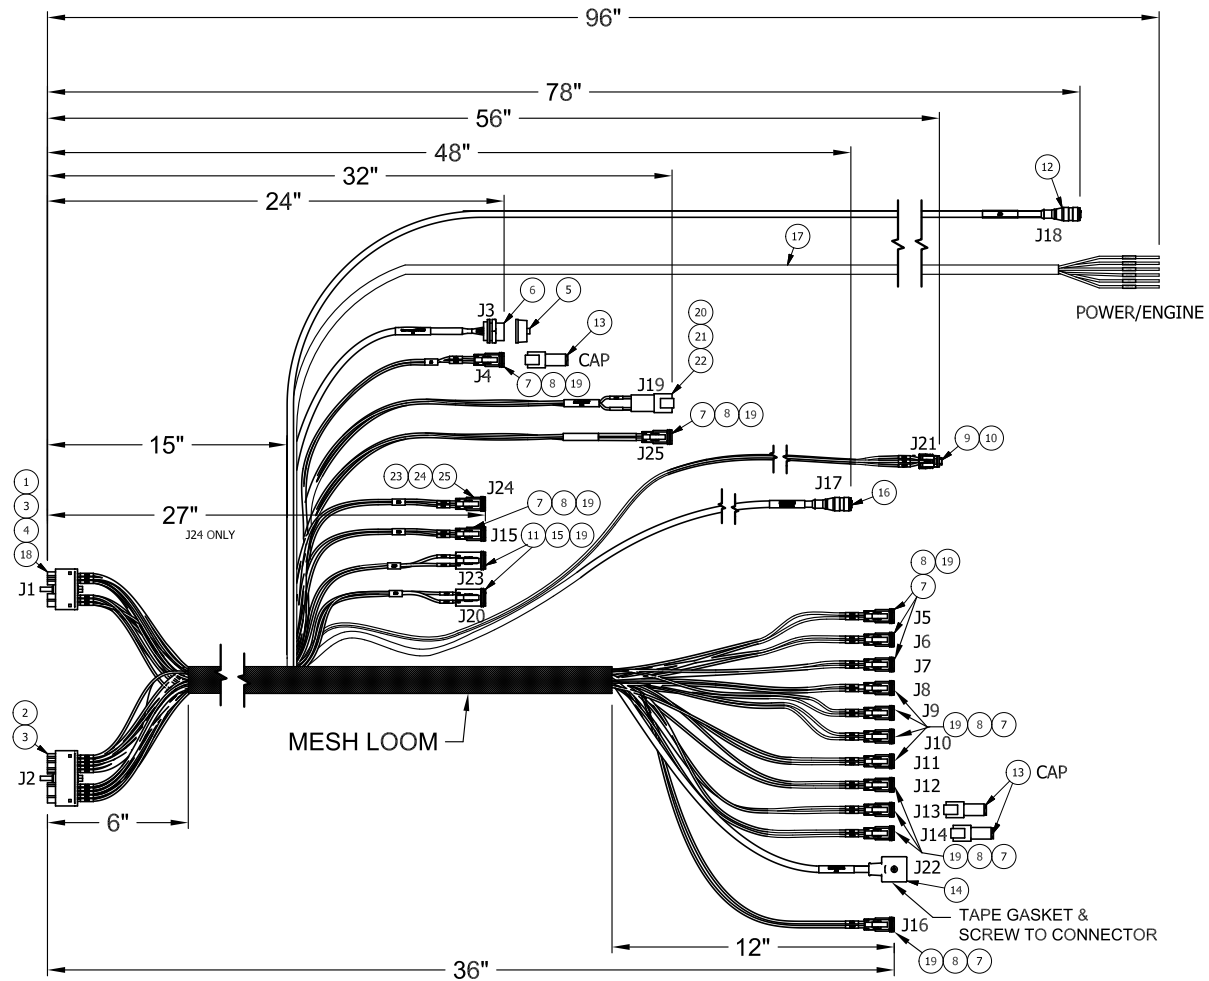 96"
78"
56"
48"
32"
24"
12
J18
17
POWER/ENGINE
J3
6
5
13
CAP
20
21
22
J4
7 8 19
J19
7 8 19
J25
15"
J21
9 10
1
3
4
18
23 24 25
J24
J17
16
27"
J24 ONLY
7 8 19
J15
11 15 19
J23
J1
J20
8 19
7
J5
J6
J7
J8
J9
2
3
19 8 7
J10
MESH LOOM
J11
J2
J12
13 CAP
J13
6"
J14
19 8 7
J22
14
TAPE GASKET &
SCREW TO CONNECTOR
J16
12"
19 8 7
36"